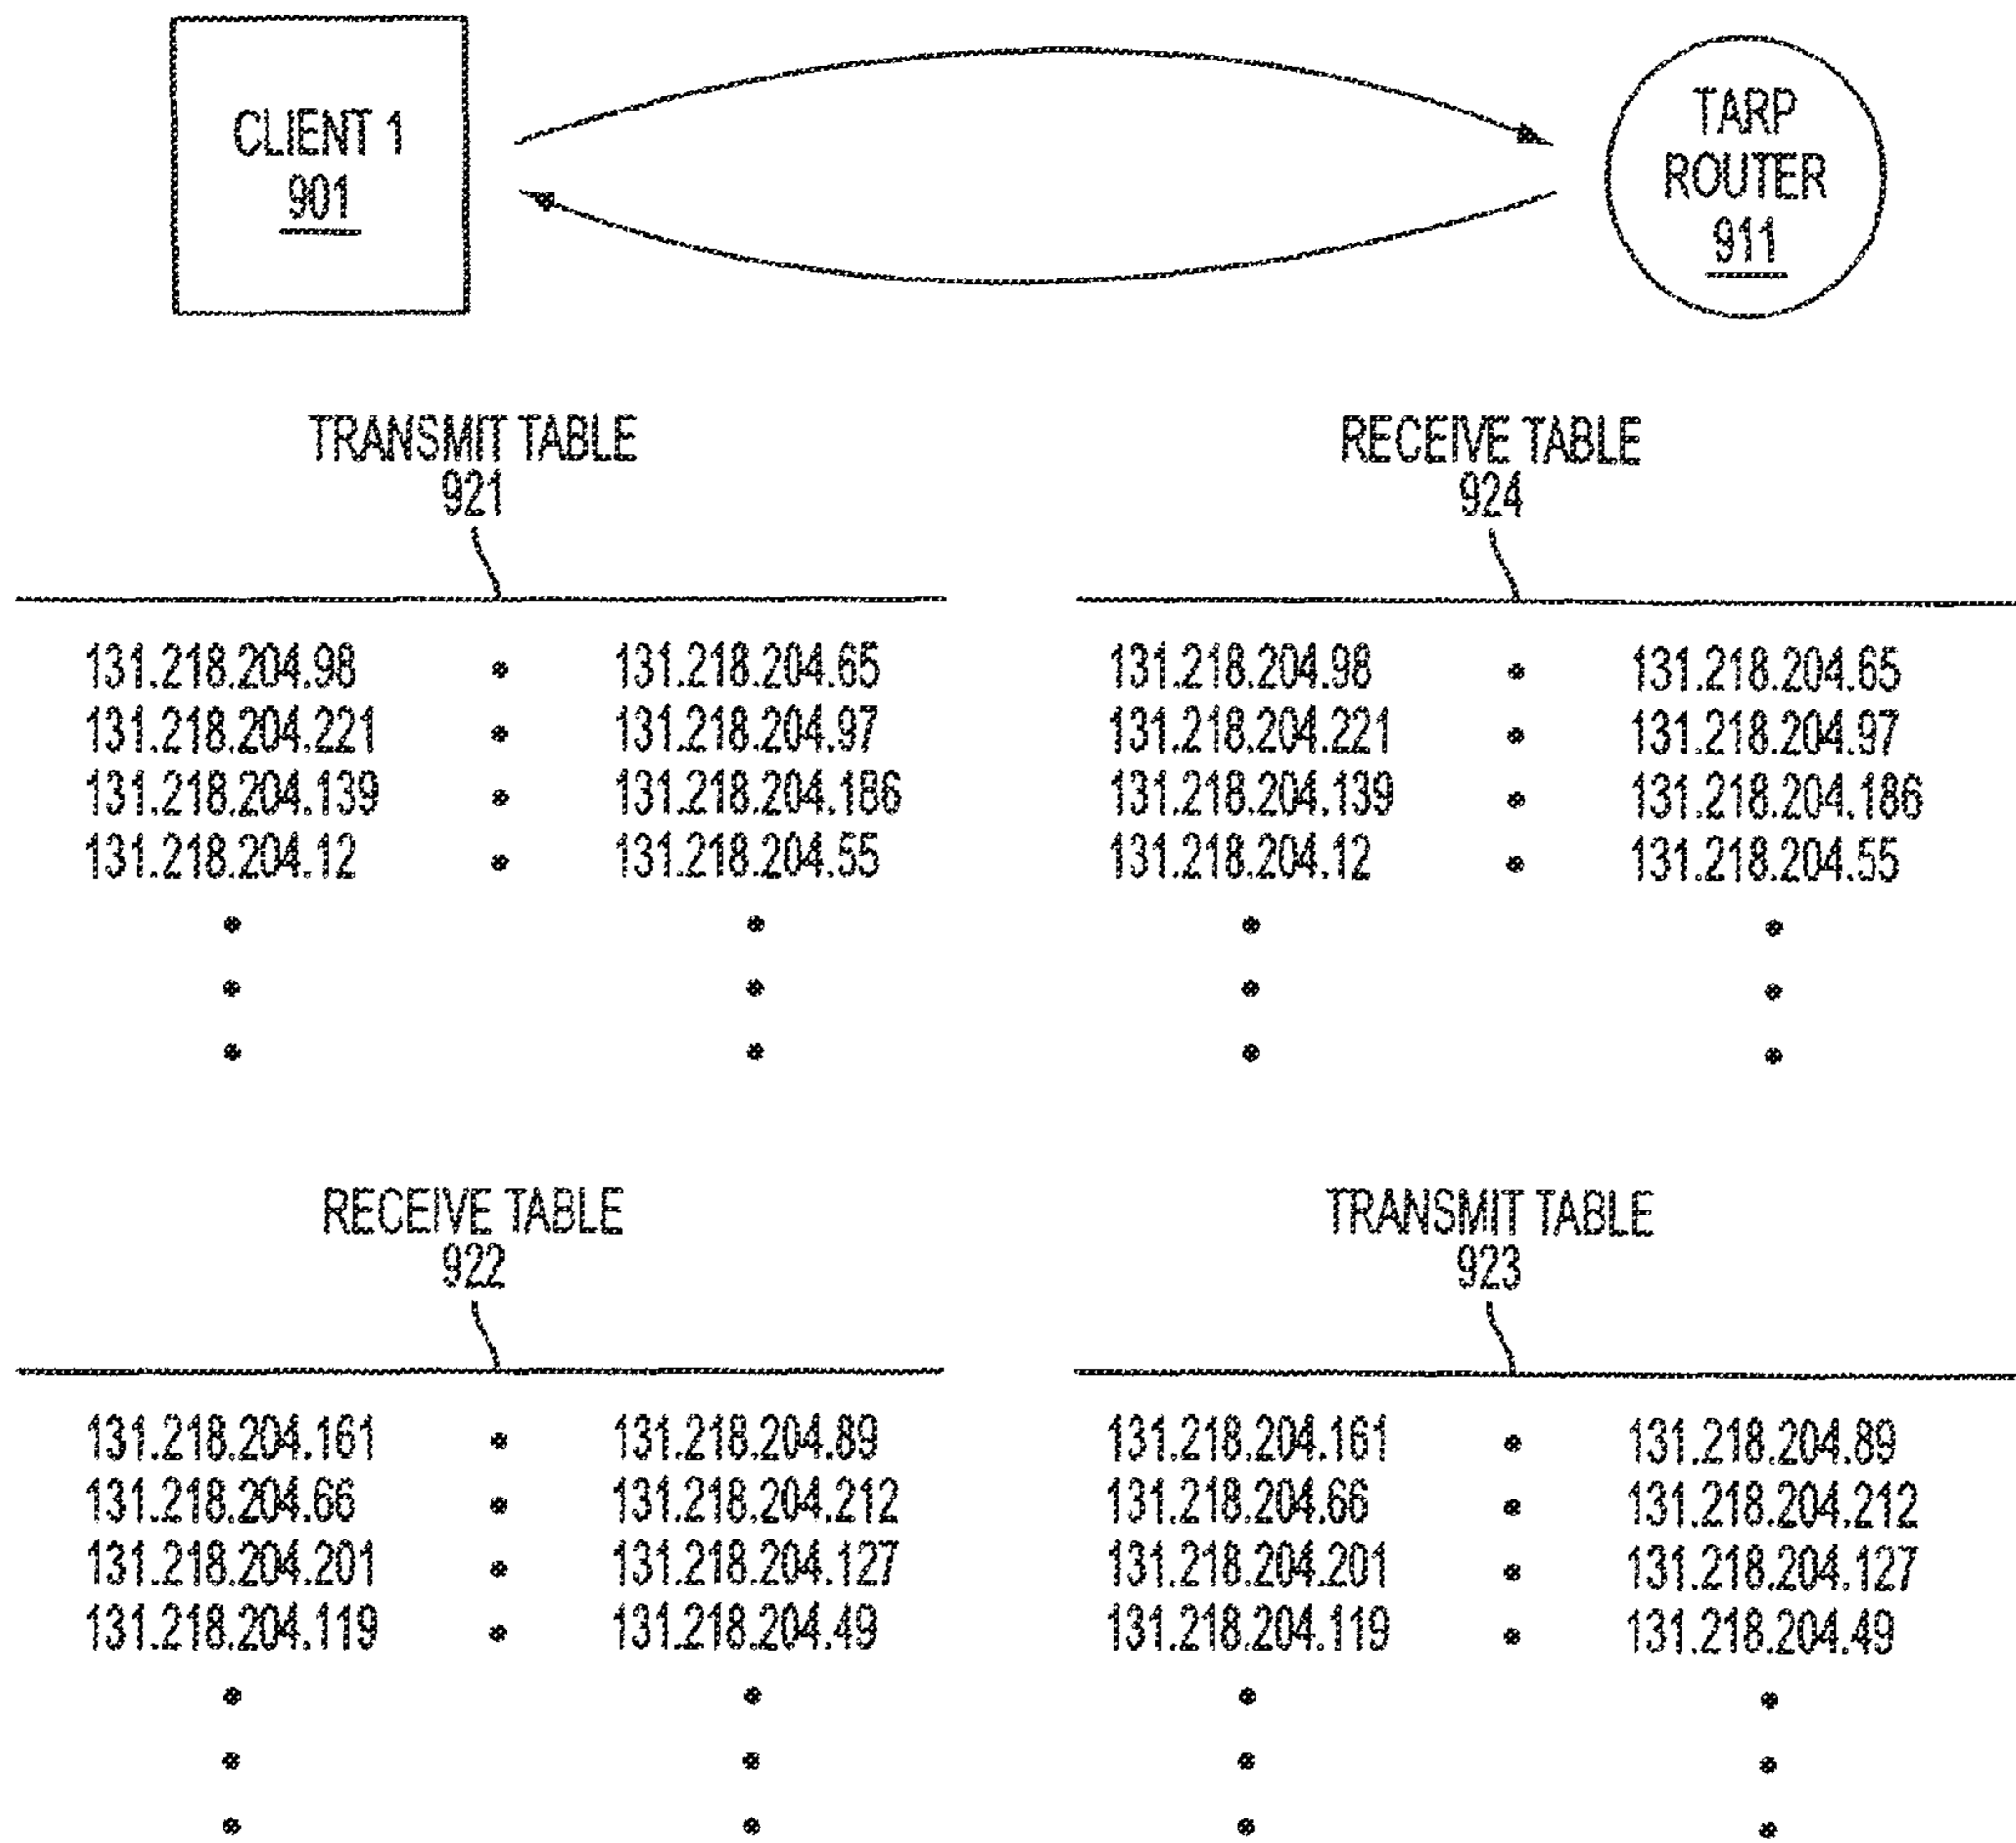 CLIENT 1
901
TARP
ROUTER
911
TRANSMIT TABLE
921
131.218.204.98 • 131.218.204.65
131.218.204.221 • 131.218.204.97
131.218.204.139 • 131.218.204.186
131.218.204.12 • 131.218.204.55
RECEIVE TABLE
924
131.218.204.98 • 131.218.204.65
131.218.204.221 • 131.218.204.97
131.218.204.139 • 131.218.204.186
131.218.204.12 • 131.218.204.55
RECEIVE TABLE
922
131.218.204.161 • 131.218.204.89
131.218.204.66 • 131.218.204.212
131.218.204.201 • 131.218.204.127
131.218.204.119 • 131.218.204.49
TRANSMIT TABLE
923
131.218.204.161 • 131.218.204.89
131.218.204.66 • 131.218.204.212
131.218.204.201 • 131.218.204.127
131.218.204.119 • 131.218.204.49